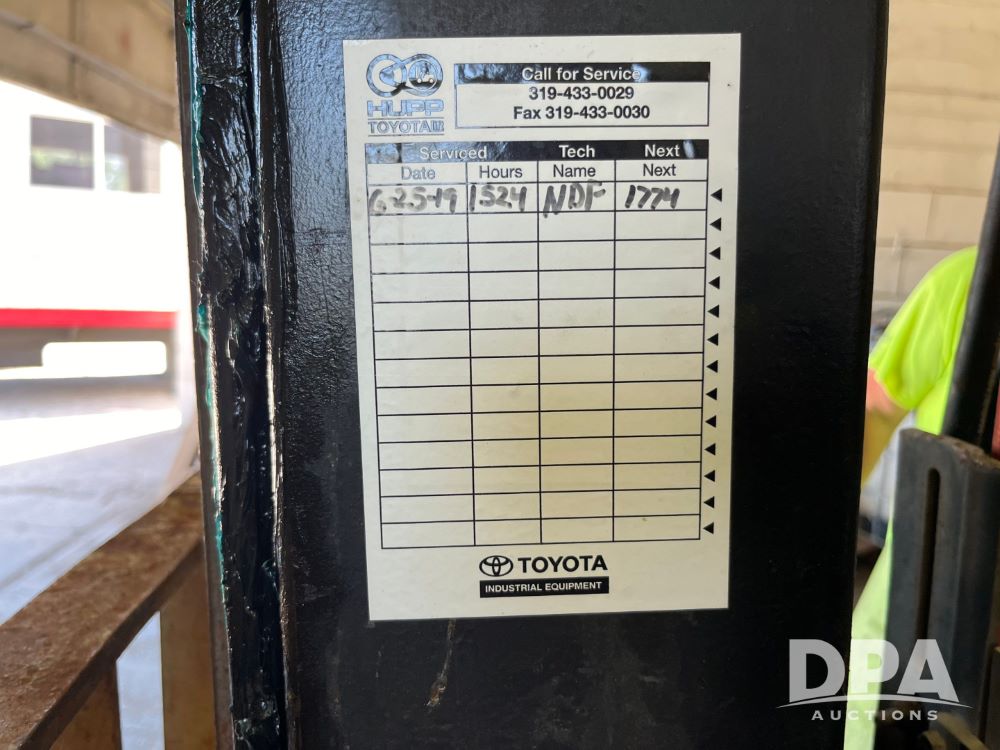 HUPP
TOYOTALIFT
Call for Service
319-433-0029
Fax 319-433-0030
Serviced Tech Next
Date Hours Name Next
6-25-19 1524 NDF 1774
TOYOTA
INDUSTRIAL EQUIPMENT
DPA
AUCTIONS